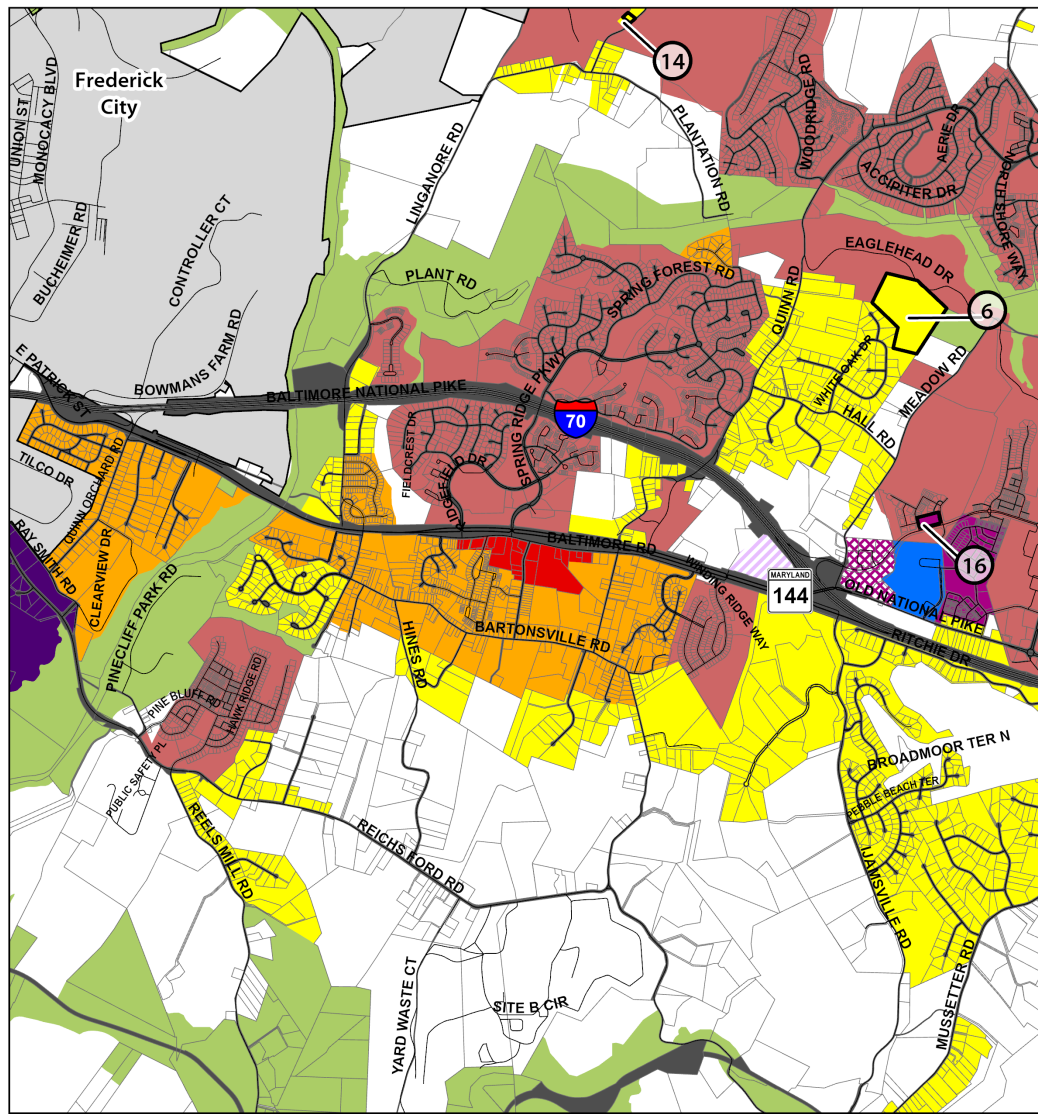 14
Frederick
City
UNION ST
MONOCACY BLVD
LINGANORE RD
PLANTATION RD
WOODRIDGE RD
AERIE DR
ACCIPITER DR
NORTH SHORE WAY
BUCHEIMER RD
CONTROLLER CT
PLANT RD
SPRING FOREST RD
QUINN RD
EAGLEHEAD DR
6
E PATRICK ST
BOWMANS FARM RD
BALTIMORE NATIONAL PIKE
SPRING RIDGE PKWY
70
WHITE OAK DR
HALL RD
MEADOW RD
TILCO DR
QUINN ORCHARD RD
FIELDCREST DR
RIDGEFIELD DR
RAY SMITH RD
CLEARVIEW DR
PINECLIFF PARK RD
BALTIMORE RD
WINDING RIDGE WAY
MARYLAND
144
16
OLD NATIONAL PIKE
RITCHIE DR
HINES RD
BARTONSVILLE RD
PINE BLUFF RD
HAWK RIDGE RD
PUBLIC SAFETY PL
BROADMOOR TER N
PEBBLE BEACH TER
REELS MILL RD
REICHS FORD RD
IJAMSVILLE RD
MUSSETTER RD
YARD WASTE CT
SITE B CIR